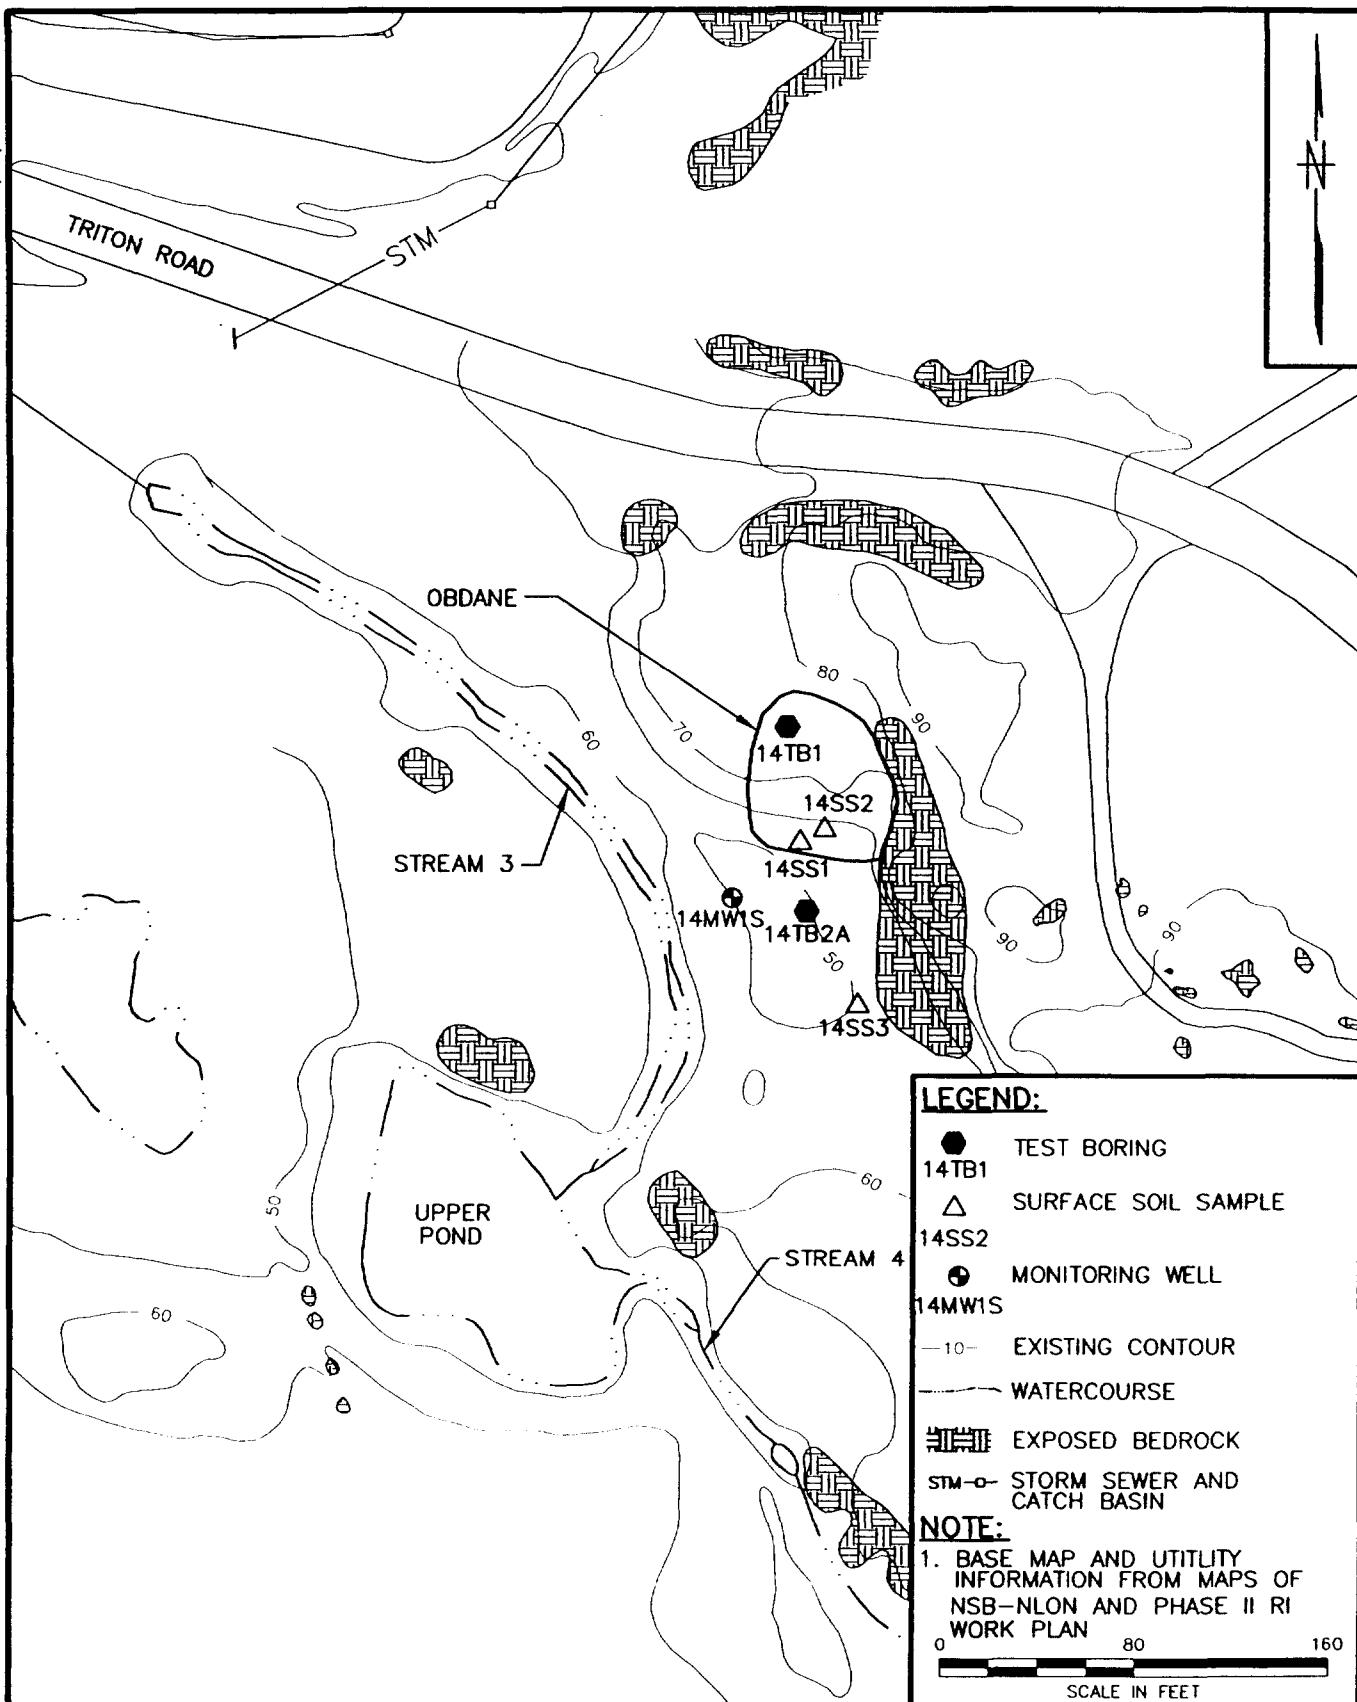 N
TRITON ROAD
STM
OBDANE
80
90
70
60
14TB1
14SS2
14SS1
STREAM 3
14MW1S
14TB2A
50
90
90
14SS3
50
UPPER
POND
60
STREAM 4
60
LEGEND:
14TB1 TEST BORING
14SS2 SURFACE SOIL SAMPLE
14MW1S MONITORING WELL
10 EXISTING CONTOUR
WATERCOURSE
EXPOSED BEDROCK
STM STORM SEWER AND
CATCH BASIN
NOTE:
1. BASE MAP AND UTITLITY
INFORMATION FROM MAPS OF
NSB-NLON AND PHASE II RI
WORK PLAN
0 80 160
SCALE IN FEET